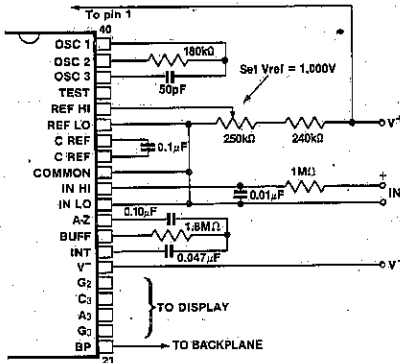 To pin 1
40
OSC 1
180kΩ
OSC 2
OSC 3
50pF
Set Vref = 1.000V
TEST
REF HI
REF LO
250kΩ
240kΩ
V+
C REF
0.1μF
C REF
COMMON
1MΩ
+
IN HI
0.01μF
IN
IN LO
A-Z
0.10μF
BUFF
1.8MΩ
INT
0.047μF
V−
V−
G2
C3
TO DISPLAY
A3
G3
BP
TO BACKPLANE
21